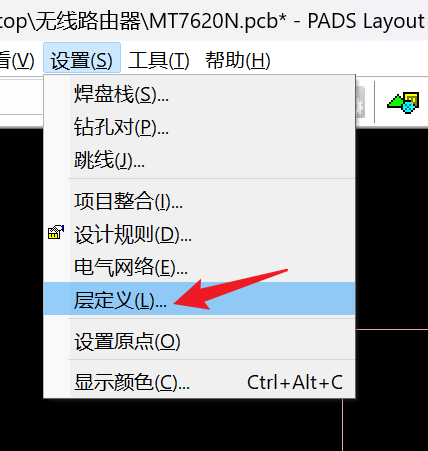 top\无线路由器\MT7620N.pcb* - PADS Layout
看(V) 设置(S) 工具(T) 帮助(H)
焊盘栈(S)...
钻孔对(P)...
跳线(J)...
项目整合(I)...
设计规则(D)...
电气网络(E)...
层定义(L)...
设置原点(O)
显示颜色(C)... Ctrl+Alt+C